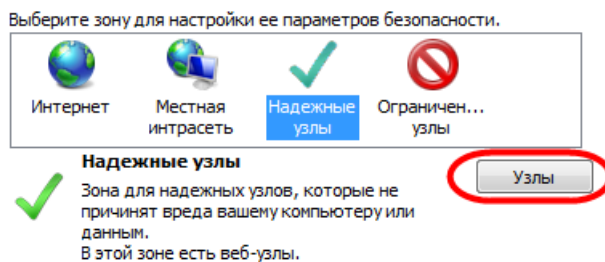 Выберите зону для настройки ее параметров безопасности.
Интернет
Местная
интрасеть
Надежные
узлы
Ограничен...
узлы
Надежные узлы
Узлы
Зона для надежных узлов, которые не
причинят вреда вашему компьютеру или
данным.
В этой зоне есть веб-узлы.